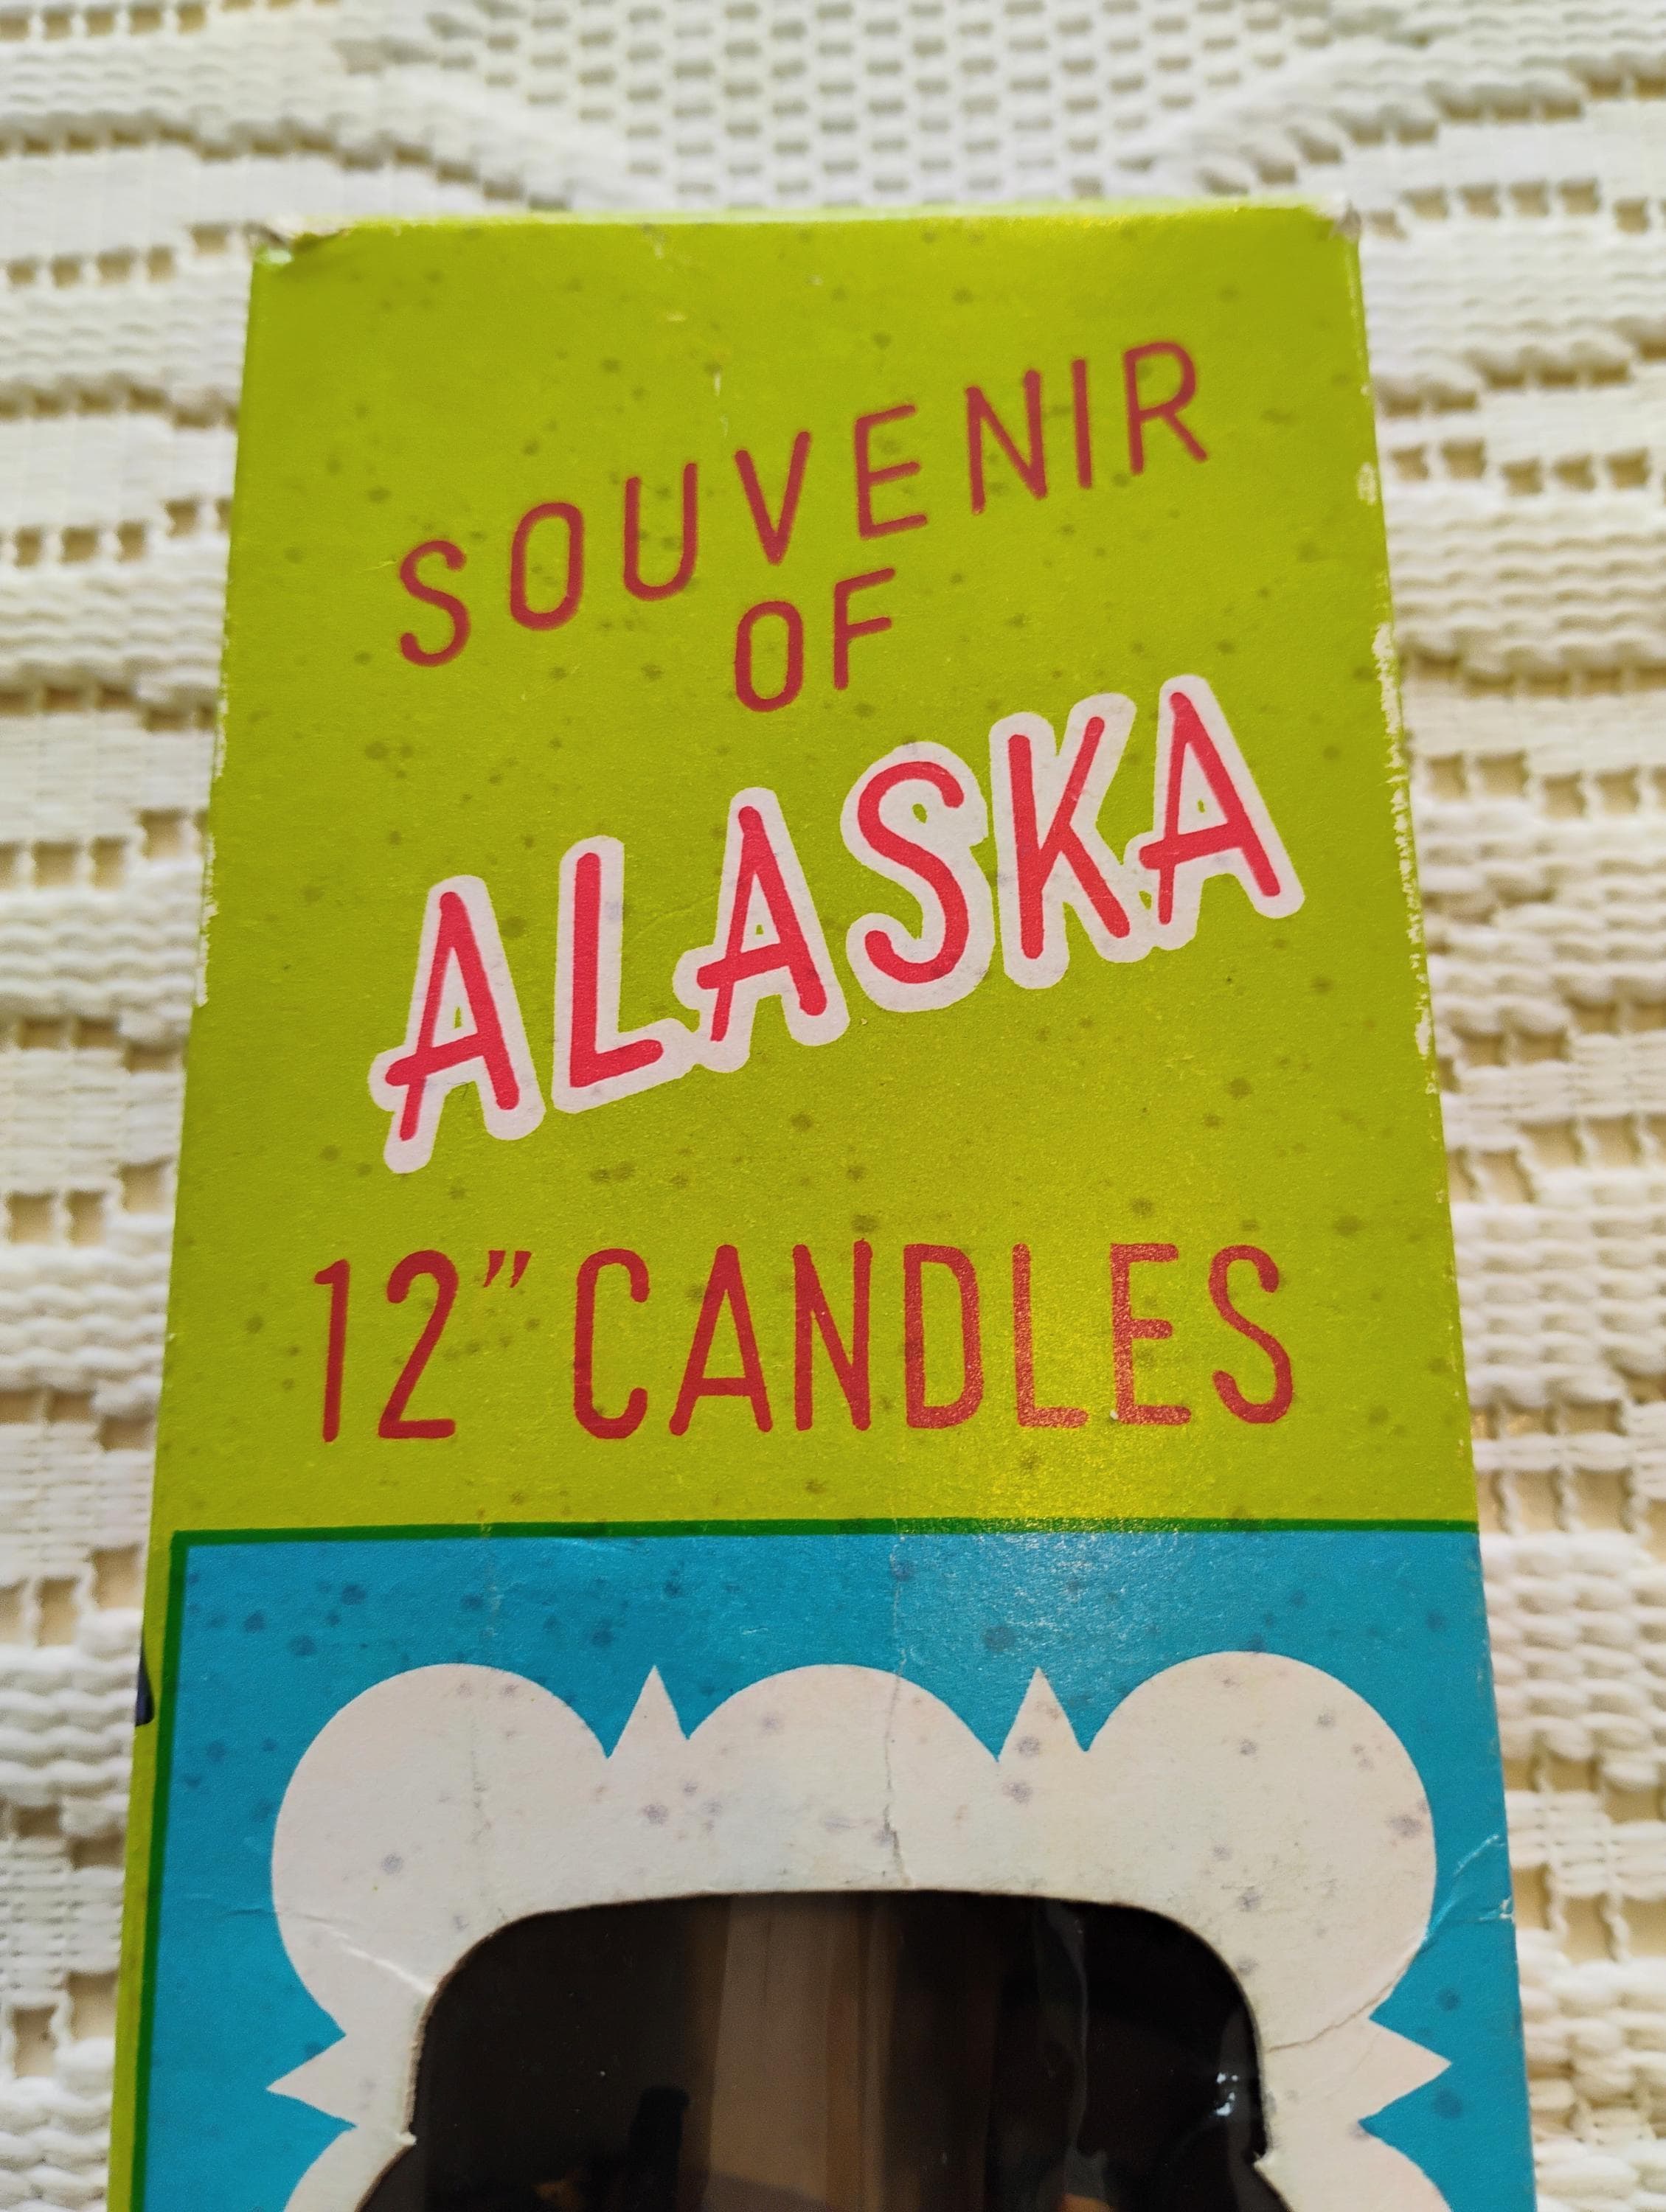 SOUVENIR
OF
ALASKA
12" CANDLES